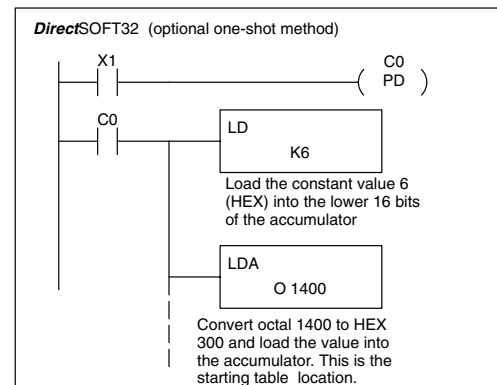 DirectSOFT32 (optional one-shot method)
X1
C0
PD
C0
LD
K6
Load the constant value 6
(HEX) into the lower 16 bits
of the accumulator
LDA
O 1400
Convert octal 1400 to HEX
300 and load the value into
the accumulator. This is the
starting table location.